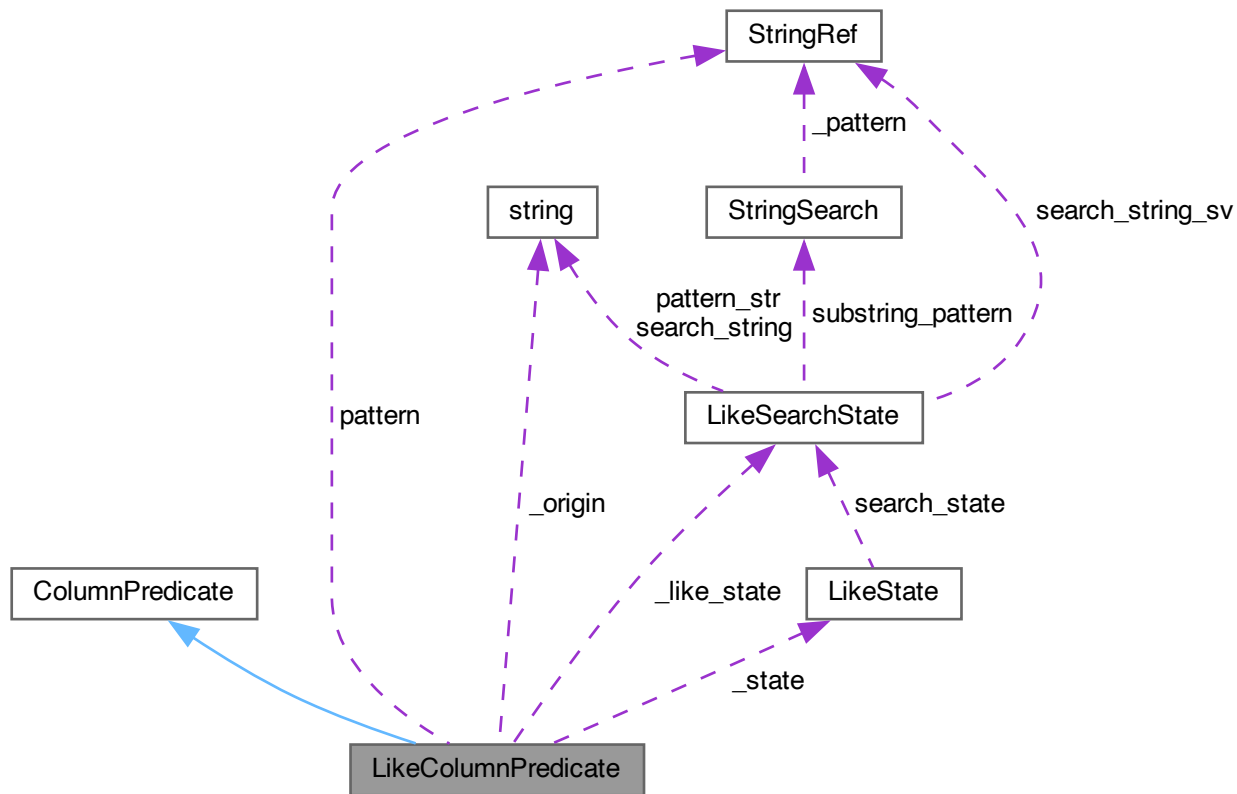 StringRef
_pattern
string
StringSearch
search_string_sv
pattern_str
search_string
substring_pattern
pattern
LikeSearchState
_origin
search_state
ColumnPredicate
_like_state
LikeState
_state
LikeColumnPredicate